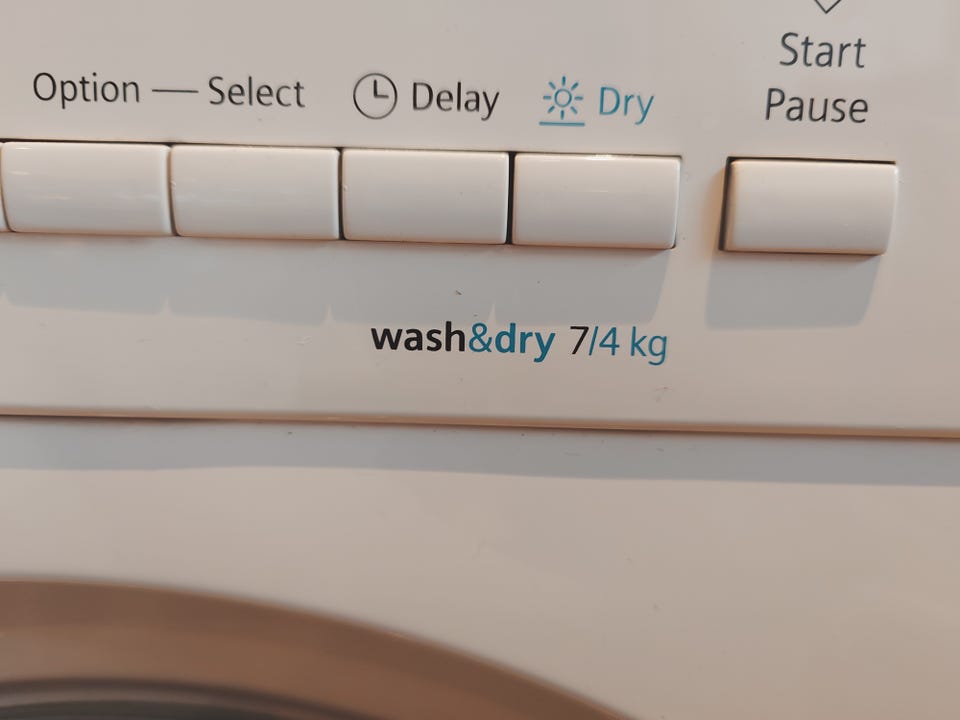 Option — Select
Delay
Dry
Start
Pause
wash&dry 7/4 kg